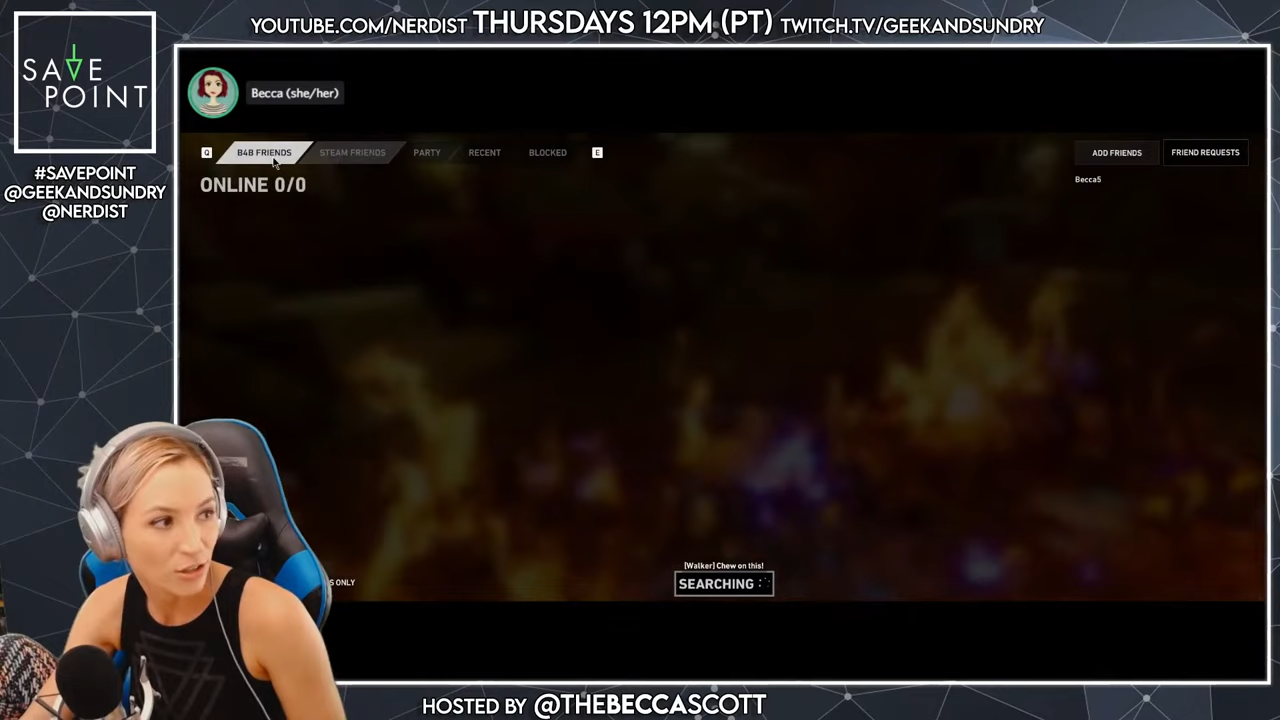 YOUTUBE.COM/NERDIST THURSDAYS 12PM (PT) TWITCH.TV/GEEKANDSUNDRY
SAVE
POINT
#SAVEPOINT
@GEEKANDSUNDRY
@NERDIST
Becca (she/her)
Q B4B FRIENDS STEAM FRIENDS PARTY RECENT BLOCKED E
ADD FRIENDS FRIEND REQUESTS
ONLINE 0/0
Becca5
[Walker] Chew on this!
S ONLY
SEARCHING
HOSTED BY @THEBECCASCOTT